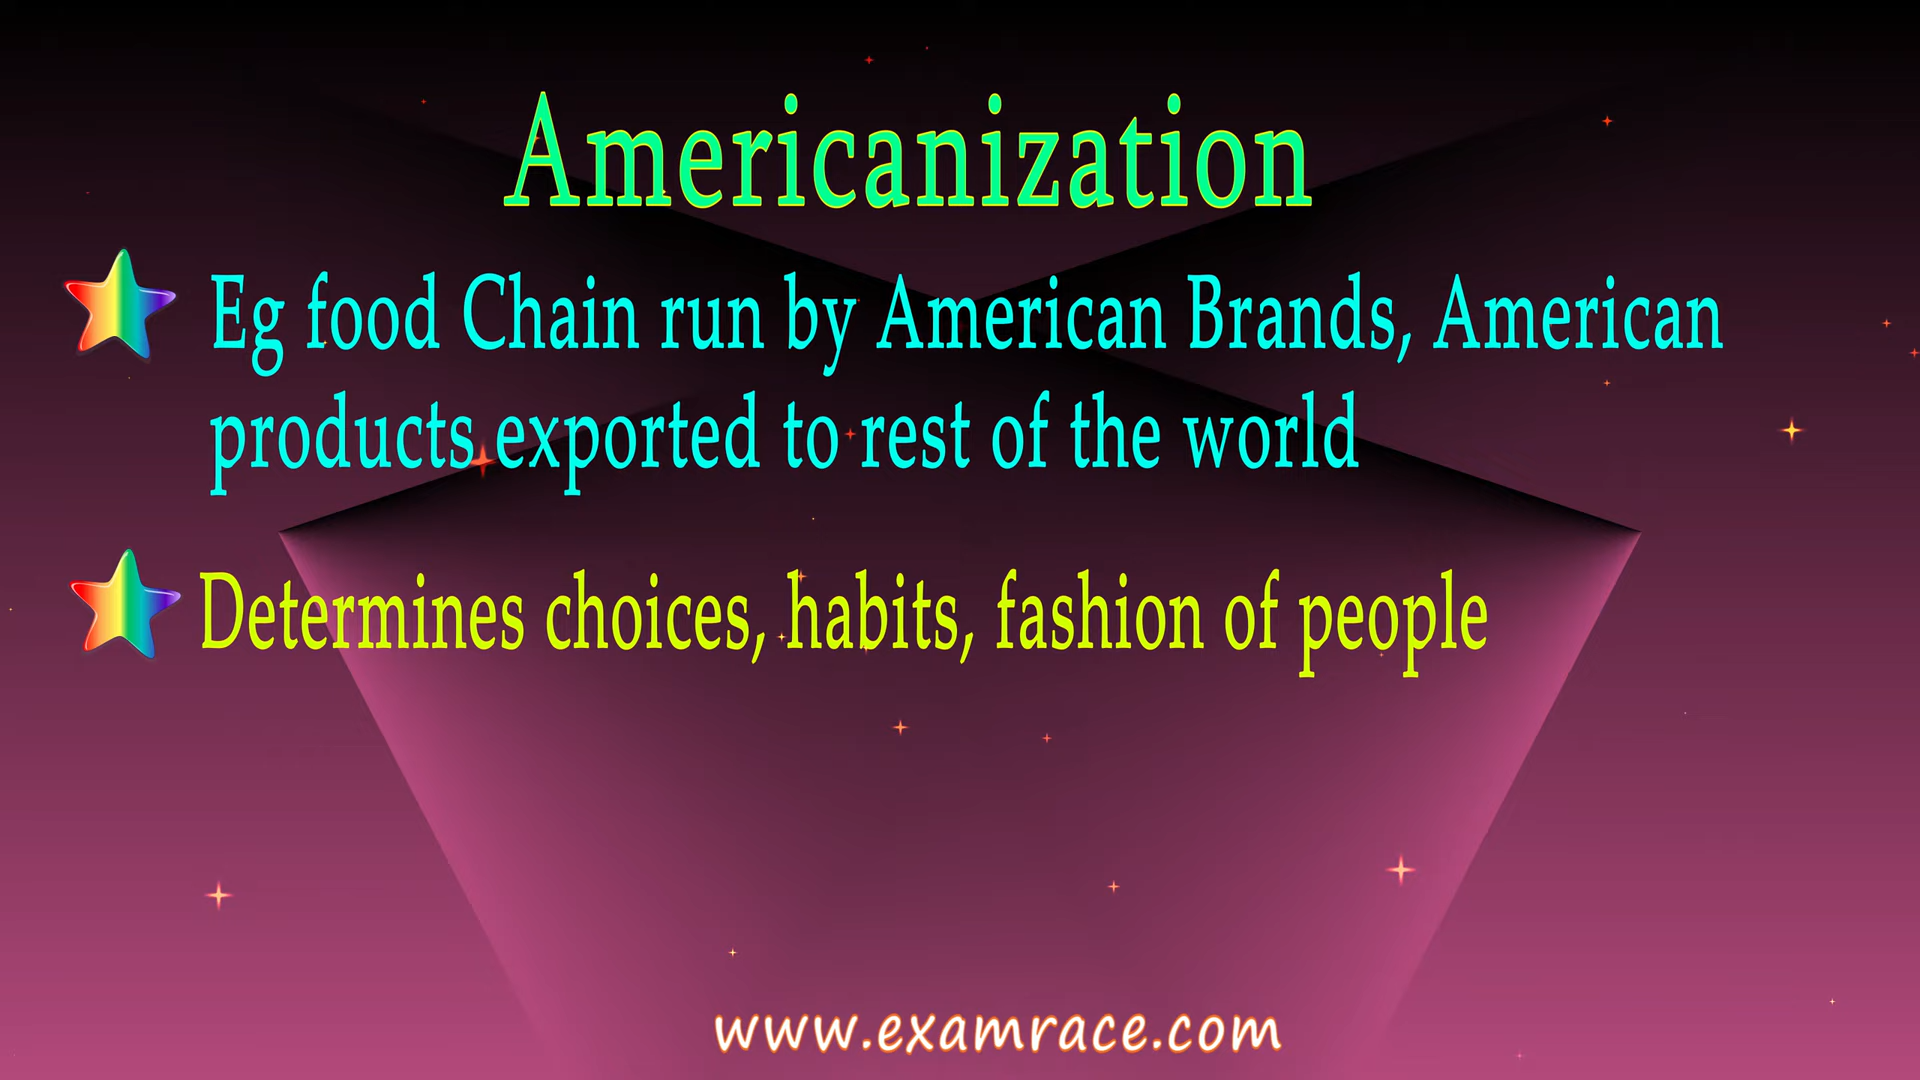 Americanization
Eg food Chain run by American Brands, American
products exported to rest of the world
Determines choices, habits, fashion of people
www.examrace.com